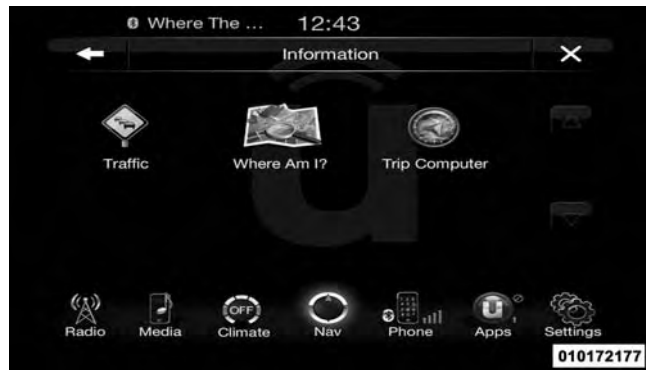 Where The ... 12:43
Information
Traffic Where Am I? Trip Computer
OFF
Radio Media Climate Nav Phone Apps Settings
010172177